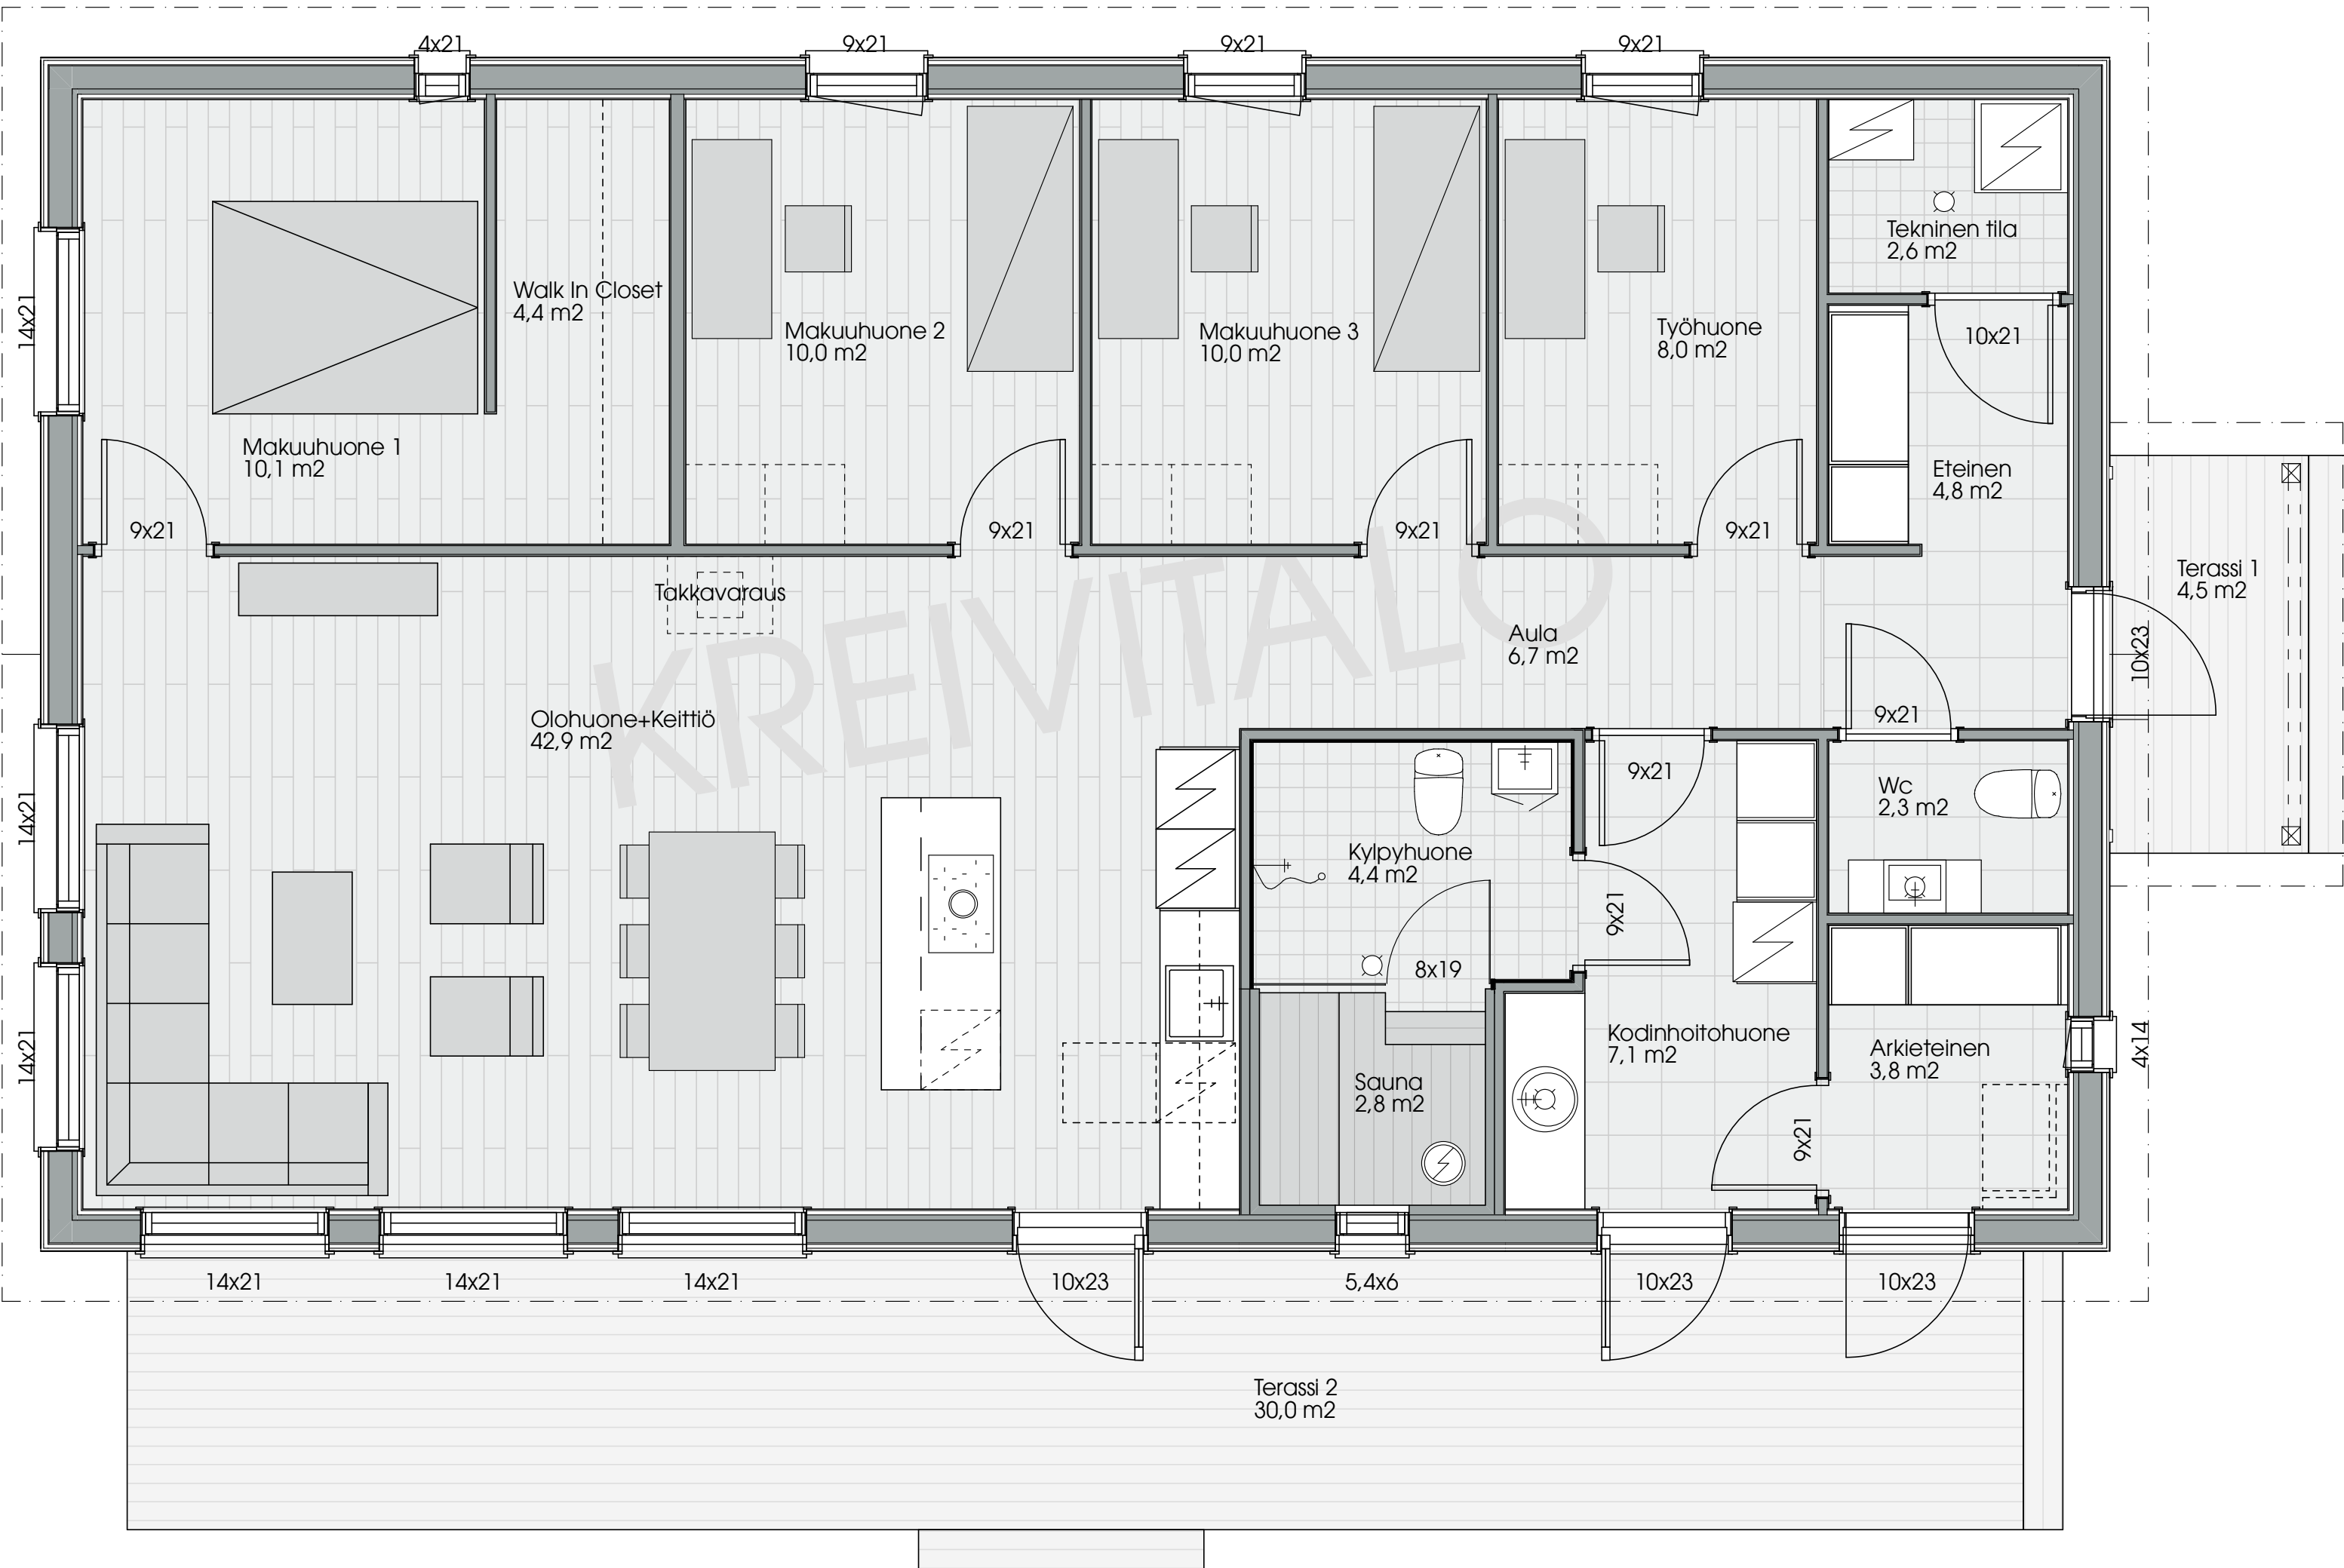 4x21
9x21
9x21
9x21
Tekninen tila
2,6 m2
Walk In Closet
4,4 m2
14x21
Makuuhuone 2
10,0 m2
Makuuhuone 3
10,0 m2
Työhuone
8,0 m2
10x21
Makuuhuone 1
10,1 m2
Eteinen
4,8 m2
9x21
9x21
9x21
9x21
Takkavaraus
Terassi 1
4,5 m2
KREIVITALO
Aula
6,7 m2
10x23
Olohuone+Keittiö
42,9 m2
9x21
9x21
Wc
2,3 m2
14x21
Kylpyhuone
4,4 m2
9x21
8x19
14x21
Kodinhoitohuone
7,1 m2
Arkieteinen
3,8 m2
4x14
Sauna
2,8 m2
9x21
14x21
14x21
14x21
10x23
5,4x6
10x23
10x23
Terassi 2
30,0 m2